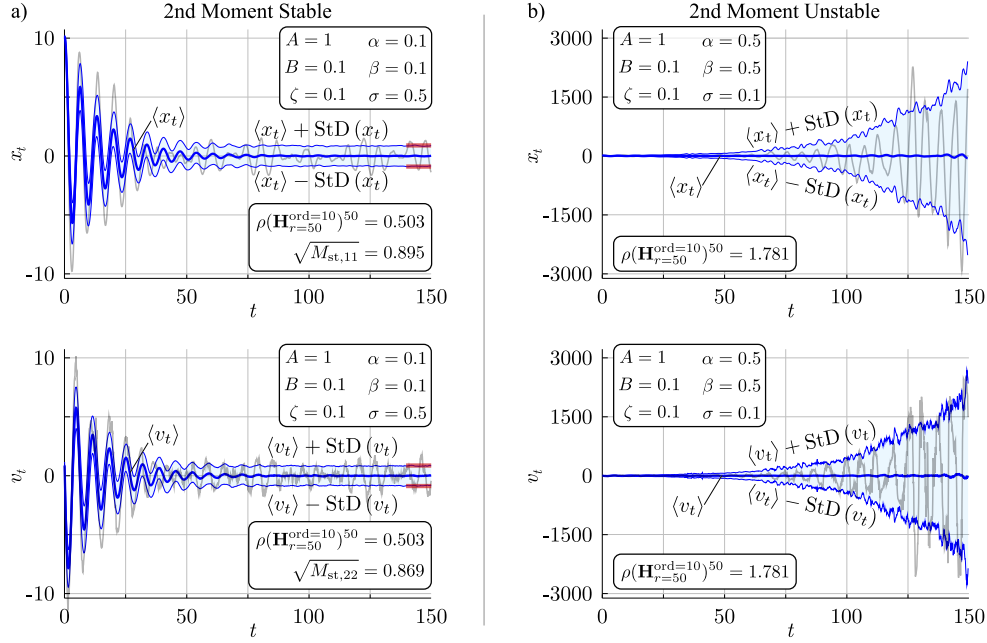 a) 2nd Moment Stable
10
0
-10
x_t
A = 1 α = 0.1
B = 0.1 β = 0.1
ζ = 0.1 σ = 0.5
⟨x_t⟩
⟨x_t⟩ + StD (x_t)
⟨x_t⟩ − StD (x_t)
ρ(H_{r=50}^{ord=10})^{50} = 0.503
√M_{st,11} = 0.895
0 50 100 150
t
10
0
-10
v_t
A = 1 α = 0.1
B = 0.1 β = 0.1
ζ = 0.1 σ = 0.5
⟨v_t⟩
⟨v_t⟩ + StD (v_t)
⟨v_t⟩ − StD (v_t)
ρ(H_{r=50}^{ord=10})^{50} = 0.503
√M_{st,22} = 0.869
0 50 100 150
t
b) 2nd Moment Unstable
3000
1500
0
-1500
-3000
x_t
A = 1 α = 0.5
B = 0.1 β = 0.5
ζ = 0.1 σ = 0.1
⟨x_t⟩ + StD (x_t)
⟨x_t⟩
⟨x_t⟩ − StD (x_t)
ρ(H_{r=50}^{ord=10})^{50} = 1.781
0 50 100 150
t
3000
1500
0
-1500
-3000
v_t
A = 1 α = 0.5
B = 0.1 β = 0.5
ζ = 0.1 σ = 0.1
⟨v_t⟩ + StD (v_t)
⟨v_t⟩
⟨v_t⟩ − StD (v_t)
ρ(H_{r=50}^{ord=10})^{50} = 1.781
0 50 100 150
t